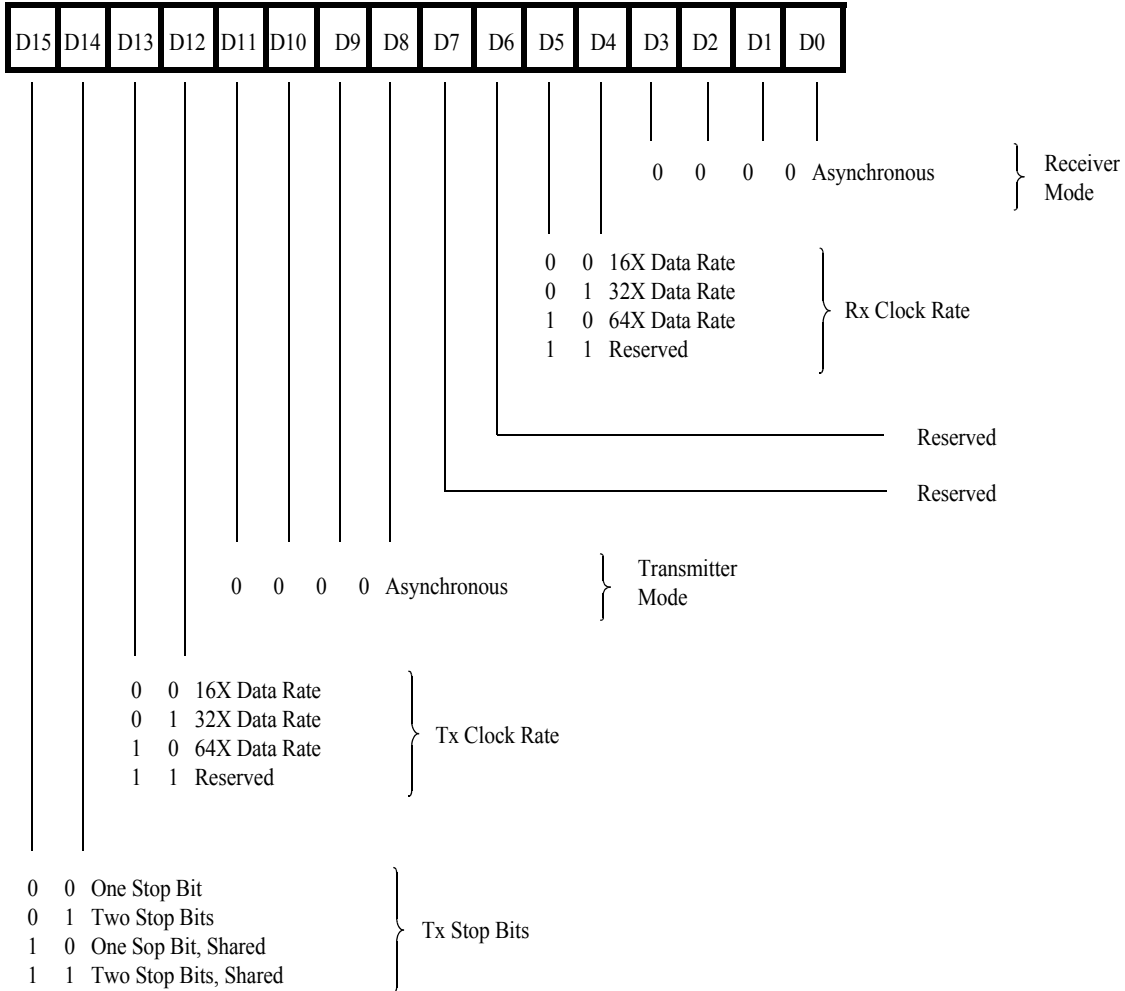 D15 D14 D13 D12 D11 D10 D9 D8 D7 D6 D5 D4 D3 D2 D1 D0
0 0 0 0 Asynchronous
Receiver
Mode
0 0 16X Data Rate
0 1 32X Data Rate
1 0 64X Data Rate
1 1 Reserved
Rx Clock Rate
Reserved
Reserved
0 0 0 0 Asynchronous
Transmitter
Mode
0 0 16X Data Rate
0 1 32X Data Rate
1 0 64X Data Rate
1 1 Reserved
Tx Clock Rate
0 0 One Stop Bit
0 1 Two Stop Bits
1 0 One Sop Bit, Shared
1 1 Two Stop Bits, Shared
Tx Stop Bits